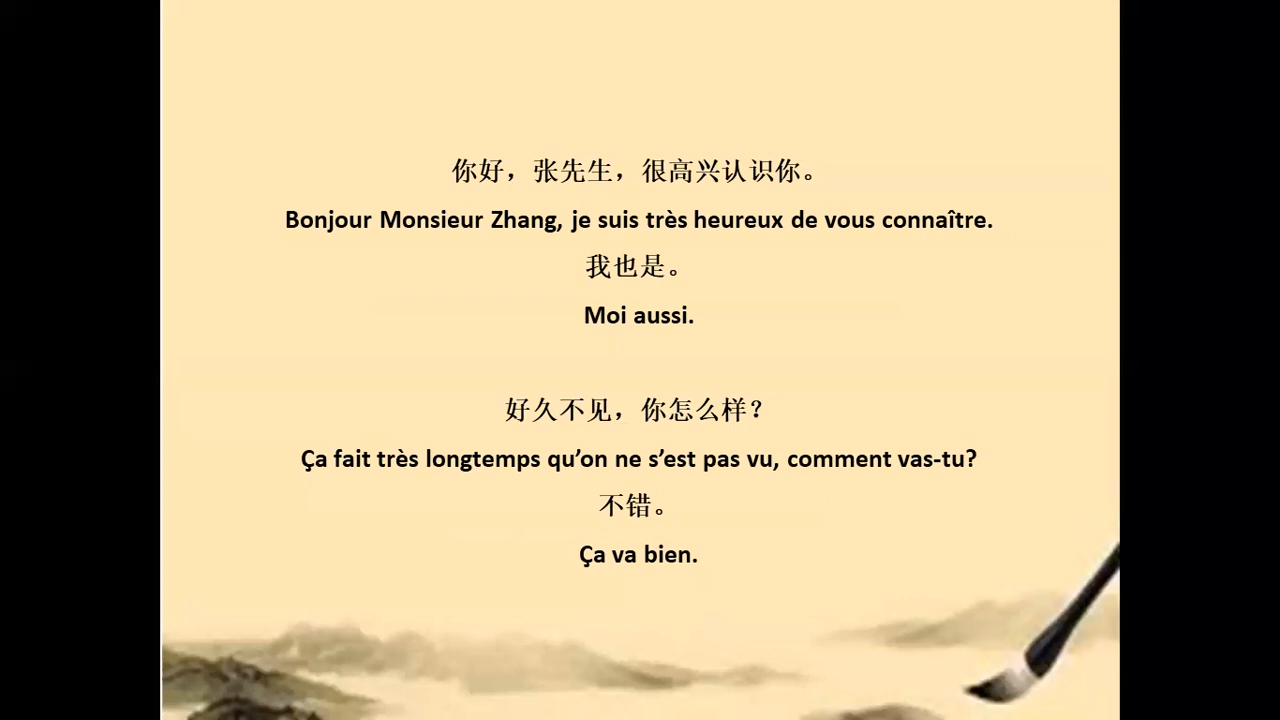 你好，张先生，很高兴认识你。
Bonjour Monsieur Zhang, je suis très heureux de vous connaître.
我也是。
Moi aussi.
好久不见，你怎么样？
Ça fait très longtemps qu’on ne s’est pas vu, comment vas-tu?
不错。
Ça va bien.